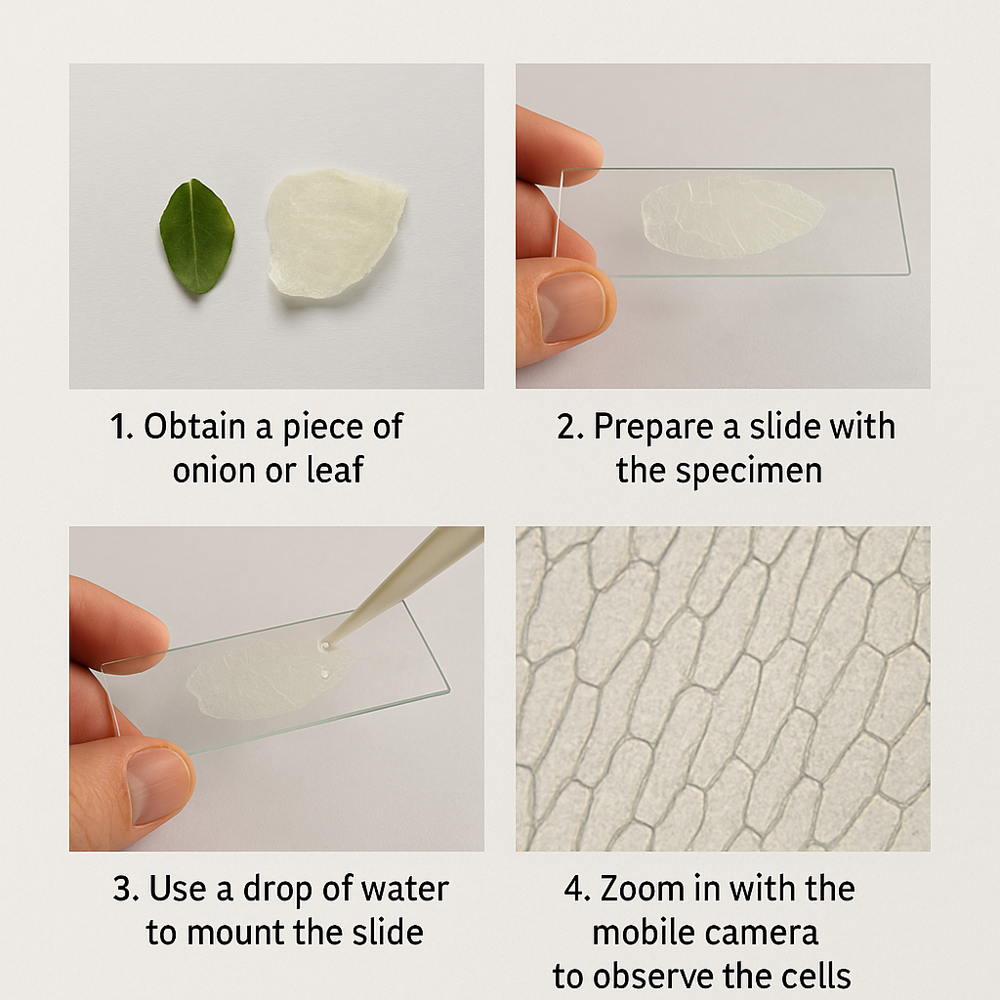 1. Obtain a piece of
onion or leaf
2. Prepare a slide with
the specimen
3. Use a drop of water
to mount the slide
4. Zoom in with the
mobile camera
to observe the cells